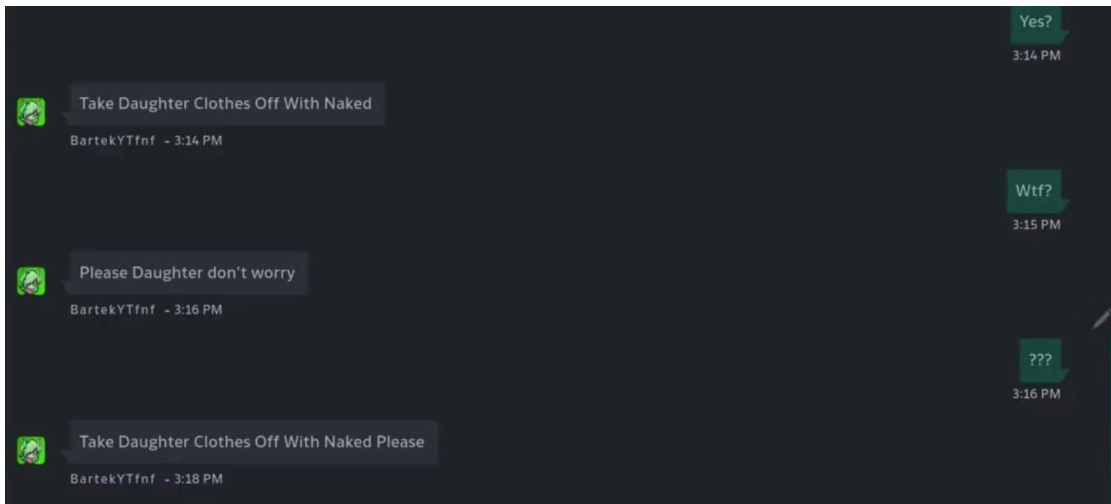 Yes?
3:14 PM
Take Daughter Clothes Off With Naked
BartekYTfnf - 3:14 PM
Wtf?
3:15 PM
Please Daughter don't worry
BartekYTfnf - 3:16 PM
???
3:16 PM
Take Daughter Clothes Off With Naked Please
BartekYTfnf - 3:18 PM